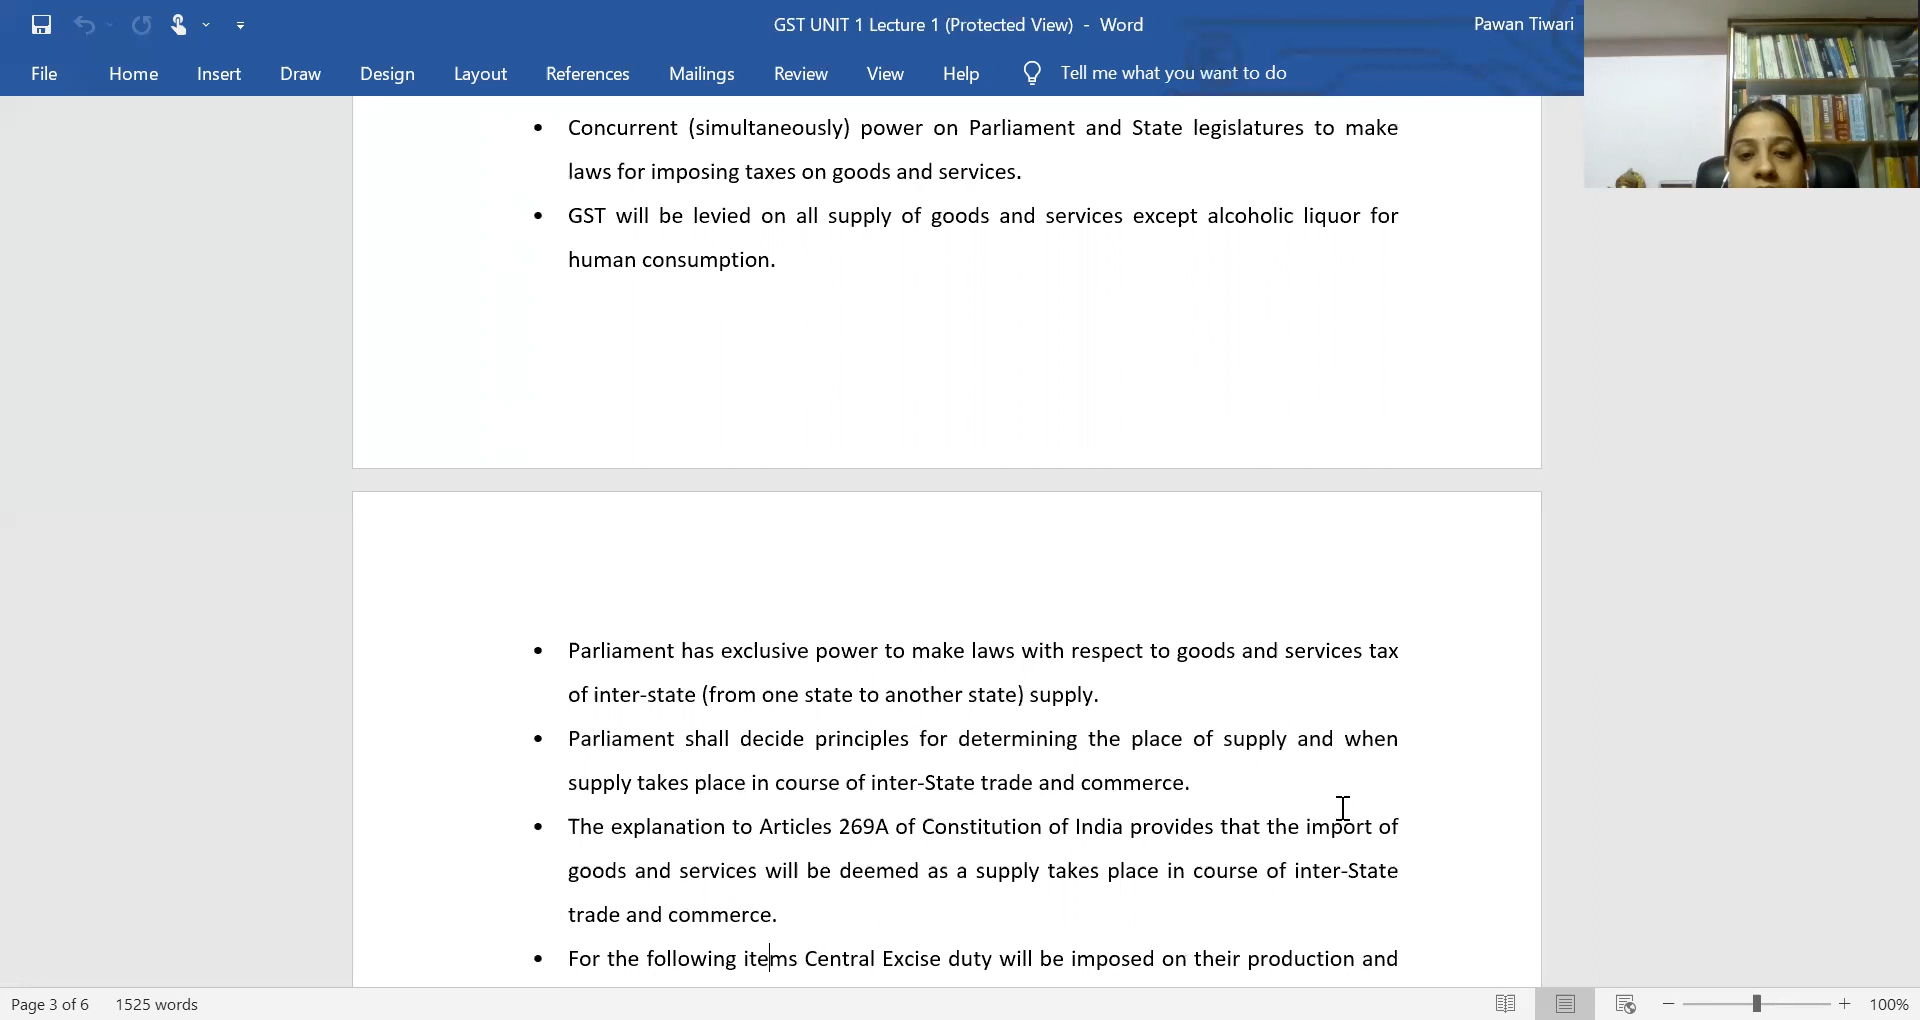 GST UNIT 1 Lecture 1 (Protected View) - Word
Pawan Tiwari
File Home Insert Draw Design Layout References Mailings Review View Help Tell me what you want to do
• Concurrent (simultaneously) power on Parliament and State legislatures to make
laws for imposing taxes on goods and services.
• GST will be levied on all supply of goods and services except alcoholic liquor for
human consumption.
• Parliament has exclusive power to make laws with respect to goods and services tax
of inter-state (from one state to another state) supply.
• Parliament shall decide principles for determining the place of supply and when
supply takes place in course of inter-State trade and commerce.
• The explanation to Articles 269A of Constitution of India provides that the import of
goods and services will be deemed as a supply takes place in course of inter-State
trade and commerce.
• For the following items Central Excise duty will be imposed on their production and
Page 3 of 6 1525 words 100%